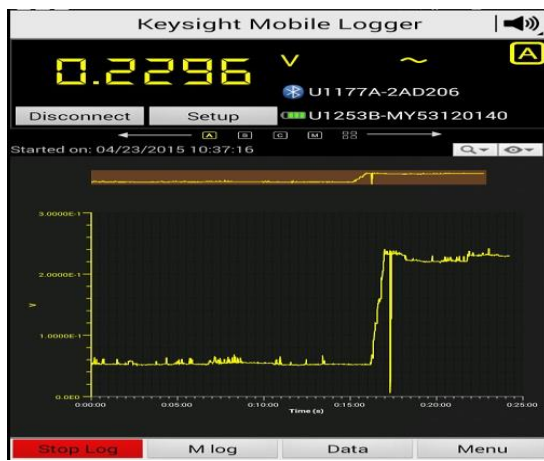 Keysight Mobile Logger
0.2296 V ~ A
U1177A-2AD206
Disconnect Setup U1253B-MY53120140
A B C M
Started on: 04/23/2015 10:37:16
3.0000E-1
2.0000E-1
V
1.0000E-1
0.0E0
0:00:00 0:05:00 0:10:00 0:15:00 0:20:00 0:25:00
Time (s)
Stop Log M log Data Menu